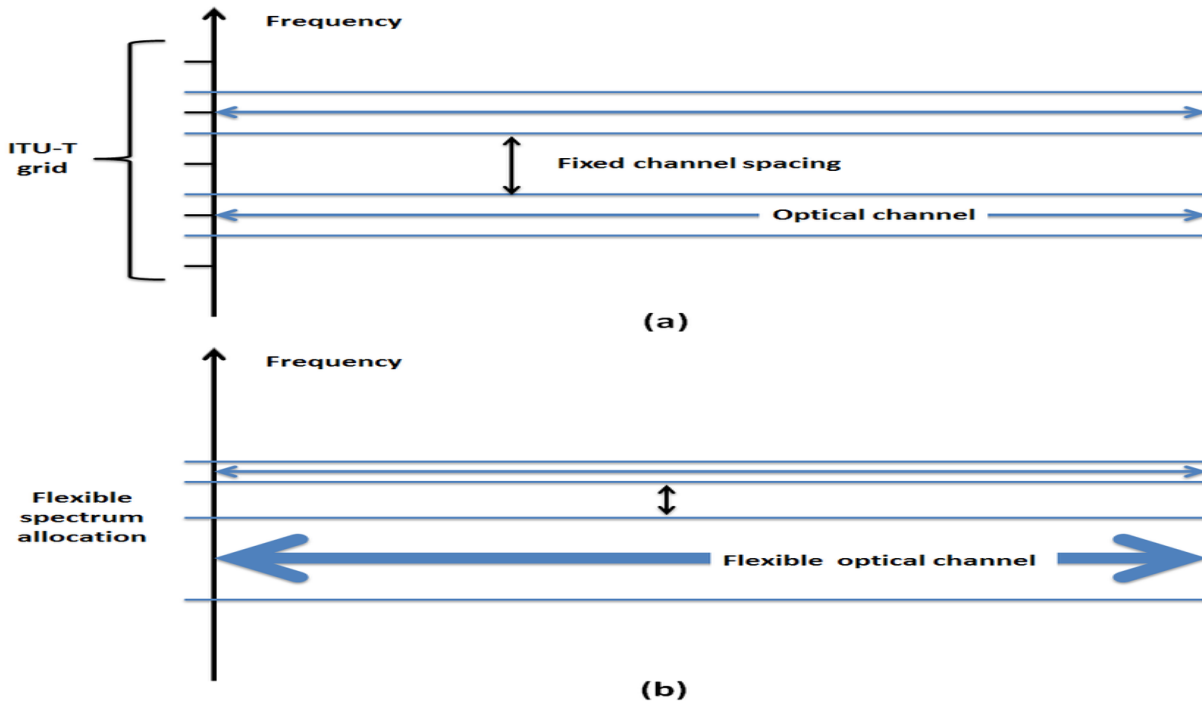 Frequency
ITU-T
grid
Fixed channel spacing
Optical channel
(a)
Frequency
Flexible
spectrum
allocation
Flexible optical channel
(b)